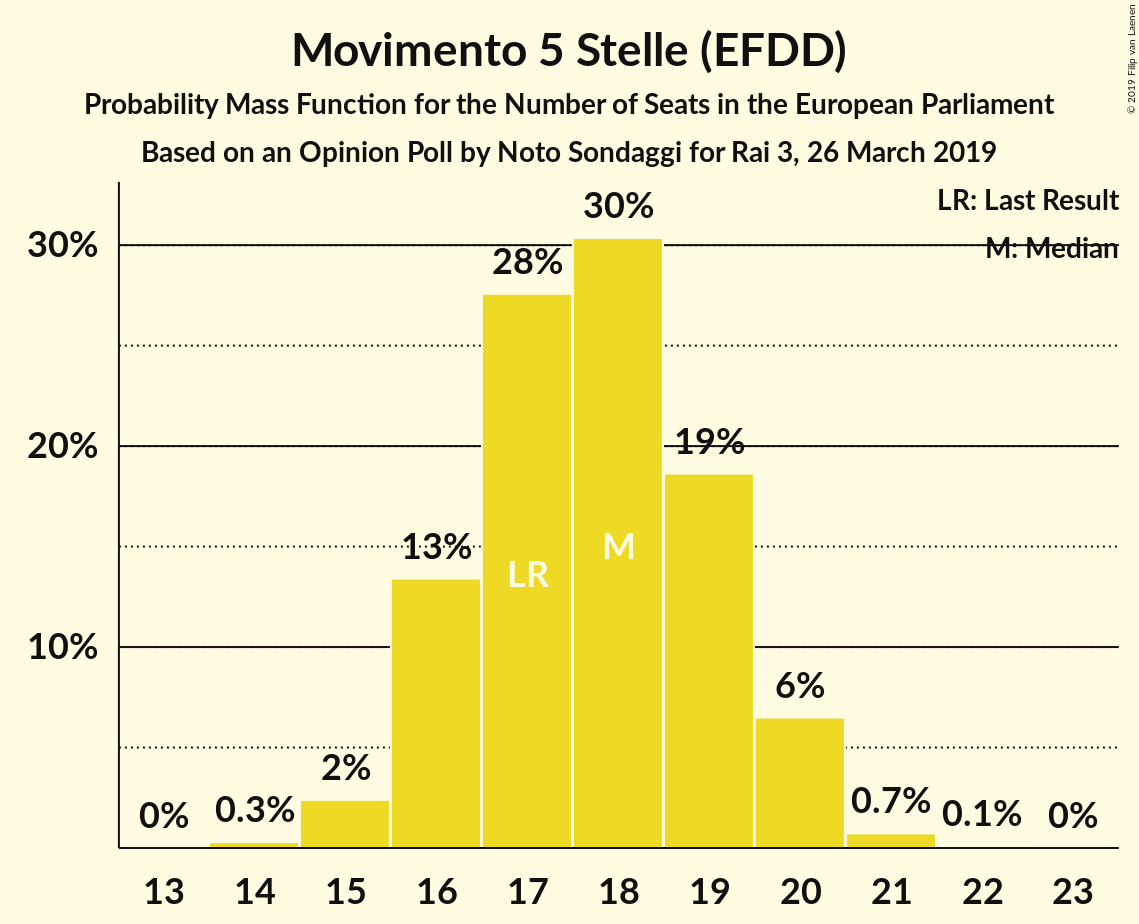 Movimento 5 Stelle (EFDD)
Probability Mass Function for the Number of Seats in the European Parliament
Based on an Opinion Poll by Noto Sondaggi for Rai 3, 26 March 2019
© 2019 Filip van Laenen
LR: Last Result
M: Median
30%
20%
10%
0%
0.3%
2%
13%
28%
30%
19%
6%
0.7%
0.1%
0%
LR
M
13 14 15 16 17 18 19 20 21 22 23